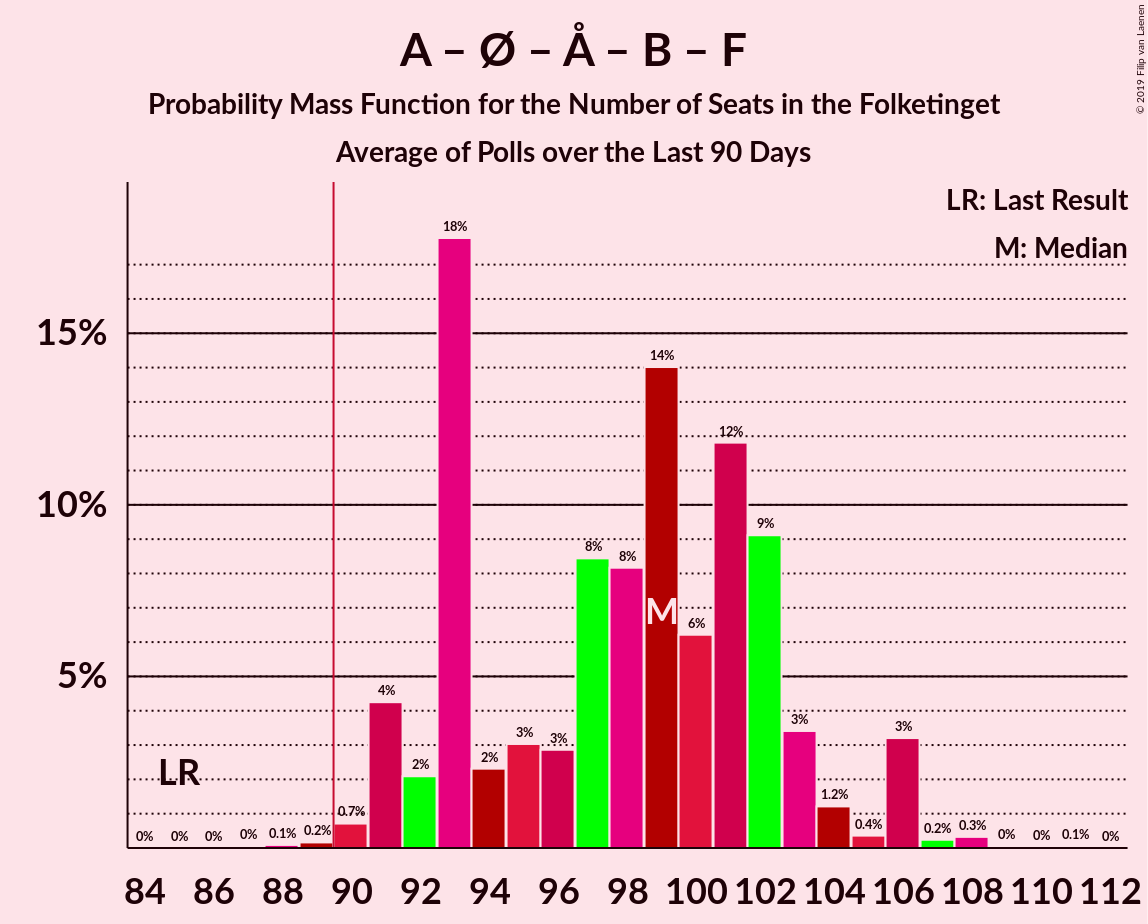 A – Ø – Å – B – F
Probability Mass Function for the Number of Seats in the Folketinget
Average of Polls over the Last 90 Days
© 2019 Filip van Laenen
LR: Last Result
M: Median
15%
10%
5%
LR
M
0% 0% 0% 0% 0.1% 0.2% 0.7% 4% 2% 18% 2% 3% 3% 8% 8% 14% 6% 12% 9% 3% 1.2% 0.4% 3% 0.2% 0.3% 0% 0% 0.1% 0%
84 86 88 90 92 94 96 98 100 102 104 106 108 110 112